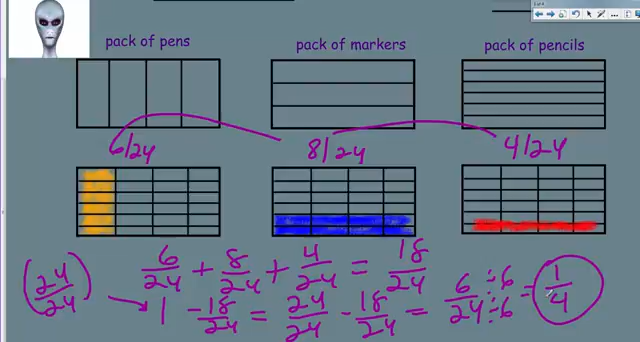 pack of pens pack of markers pack of pencils
6/24 8/24 4/24
(24/24) 6/24 + 8/24 + 4/24 = 18/24
1 - 18/24 = 24/24 - 18/24 = 6/24 ÷6/÷6 = 1/4